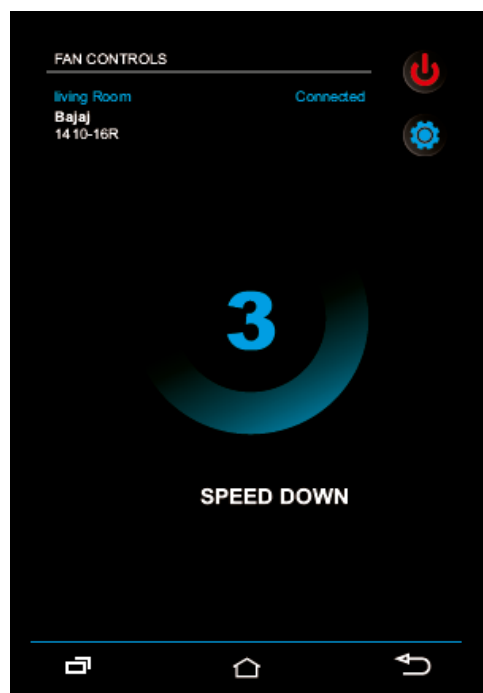 FAN CONTROLS
living Room Connected
Bajaj
1410-16R
3
SPEED DOWN